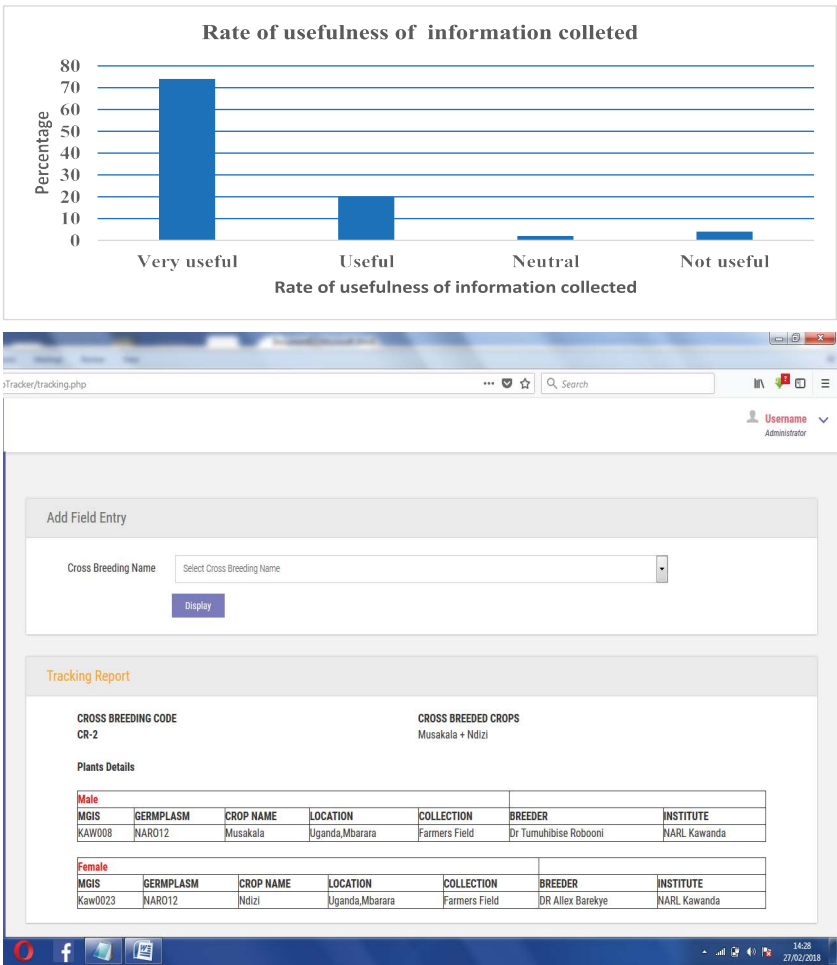 Rate of usefulness of information colleted
Percentage
80
70
60
50
40
30
20
10
0
Very useful Useful Neutral Not useful
Rate of usefulness of information collected
Tracker/tracking.php
Search
Username
Administrator
Add Field Entry
Cross Breeding Name Select Cross Breeding Name
Display
Tracking Report
CROSS BREEDING CODE CROSS BREEDED CROPS
CR-2 Musakala + Ndizi
Plants Details
Male
MGIS GERMPLASM CROP NAME LOCATION COLLECTION BREEDER INSTITUTE
KAW008 NARO12 Musakala Uganda,Mbarara Farmers Field Dr Tumuhibise Robooni NARL Kawanda
Female
MGIS GERMPLASM CROP NAME LOCATION COLLECTION BREEDER INSTITUTE
Kaw0023 NARO12 Ndizi Uganda,Mbarara Farmers Field DR Allex Barekye NARL Kawanda
14:28
27/02/2018